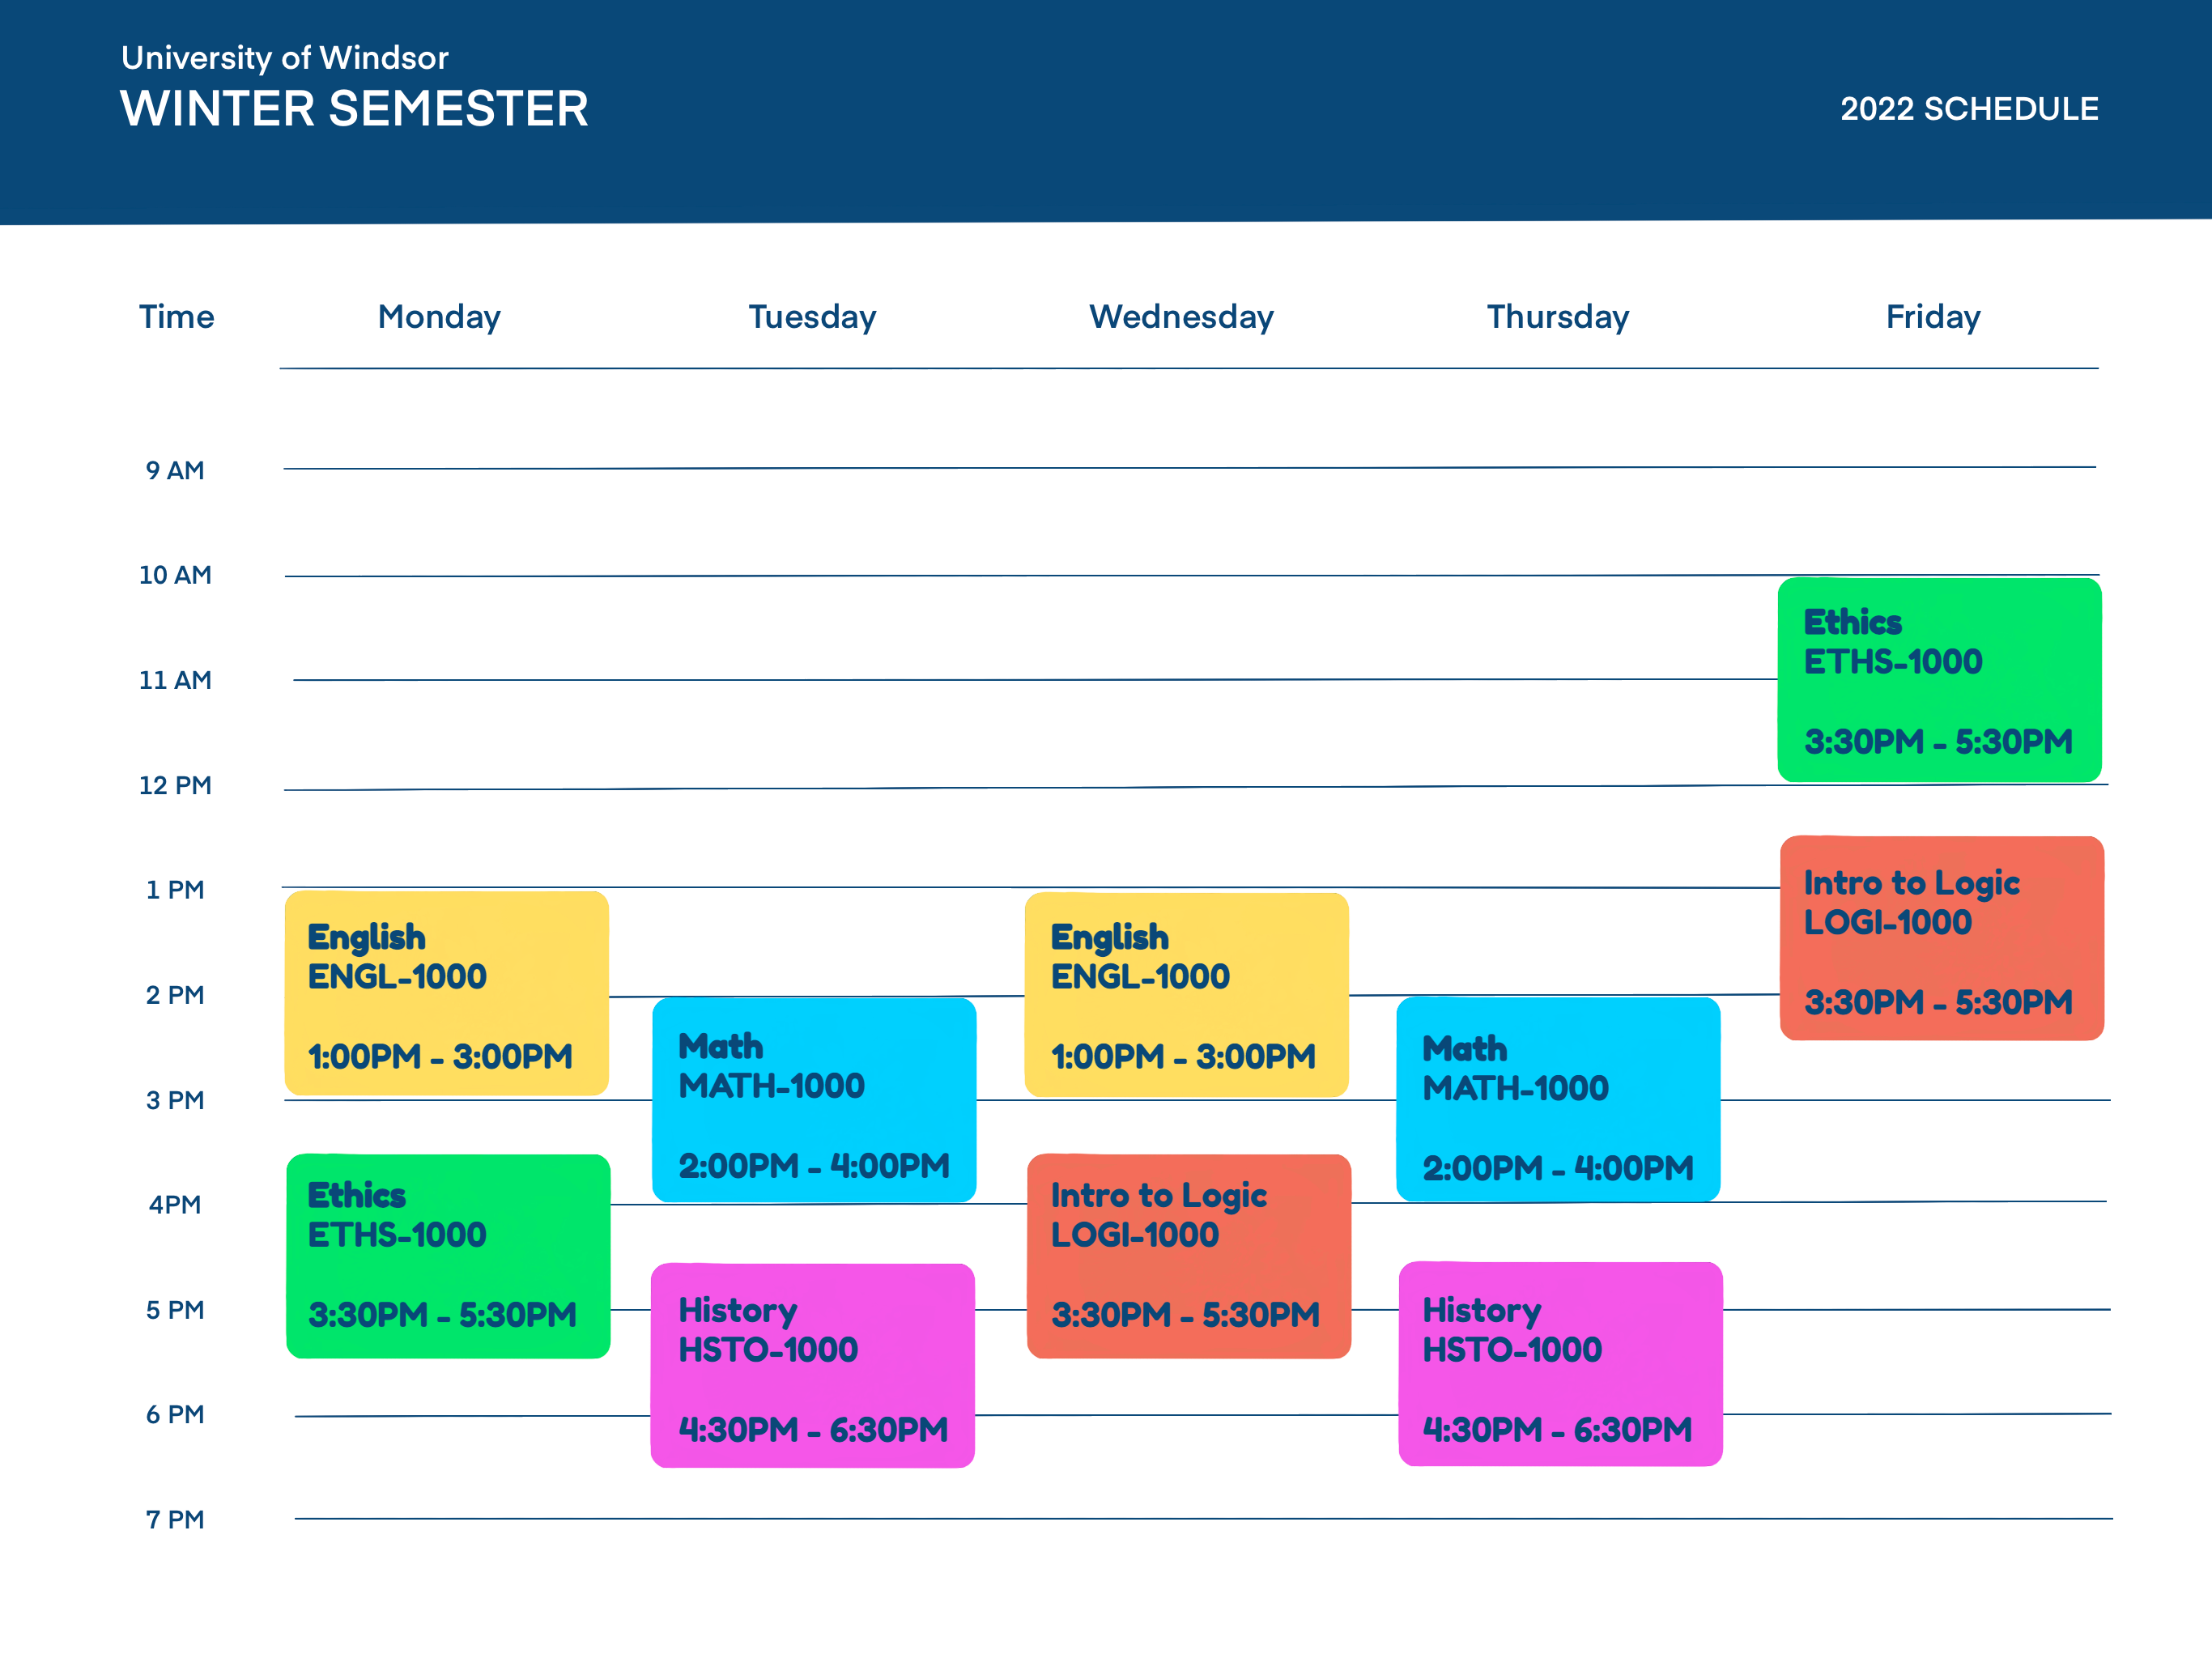 University of Windsor
WINTER SEMESTER
2022 SCHEDULE
Time
Monday
Tuesday
Wednesday
Thursday
Friday
9 AM
10 AM
11 AM
12 PM
1 PM
2 PM
3 PM
4PM
5 PM
6 PM
7 PM
English
ENGL-1000
1:00PM - 3:00PM
Ethics
ETHS-1000
3:30PM - 5:30PM
Math
MATH-1000
2:00PM - 4:00PM
History
HSTO-1000
4:30PM - 6:30PM
English
ENGL-1000
1:00PM - 3:00PM
Intro to Logic
LOGI-1000
3:30PM - 5:30PM
Math
MATH-1000
2:00PM - 4:00PM
History
HSTO-1000
4:30PM - 6:30PM
Ethics
ETHS-1000
3:30PM - 5:30PM
Intro to Logic
LOGI-1000
3:30PM - 5:30PM